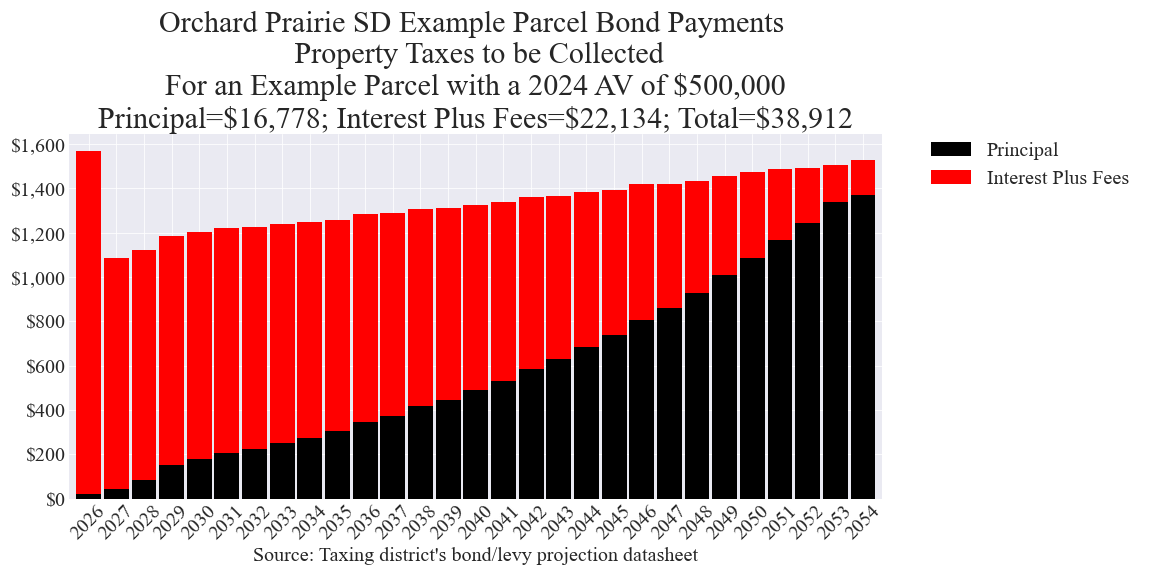 Orchard Prairie SD Example Parcel Bond Payments
Property Taxes to be Collected
For an Example Parcel with a 2024 AV of $500,000
Principal=$16,778; Interest Plus Fees=$22,134; Total=$38,912
$1,600
$1,400
$1,200
$1,000
$800
$600
$400
$200
$0
Principal
Interest Plus Fees
2026 2027 2028 2029 2030 2031 2032 2033 2034 2035 2036 2037 2038 2039 2040 2041 2042 2043 2044 2045 2046 2047 2048 2049 2050 2051 2052 2053 2054
Source: Taxing district's bond/levy projection datasheet